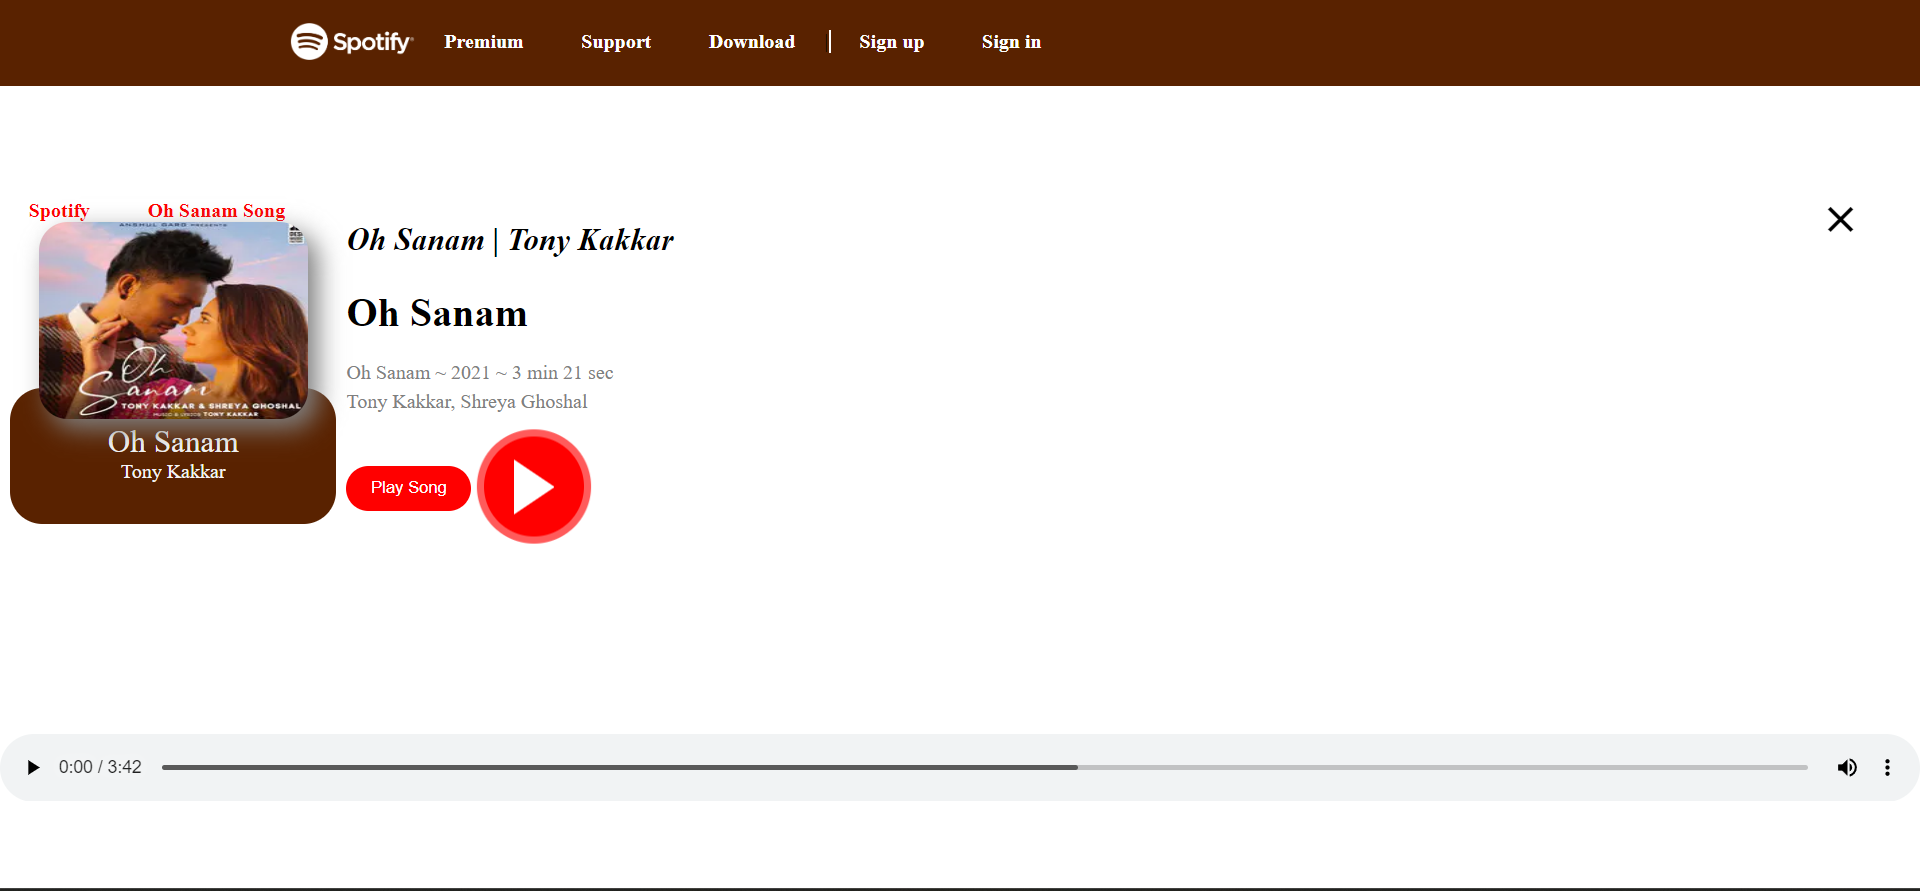 Spotify Premium Support Download | Sign up Sign in
Spotify Oh Sanam Song
ANSHUL GARG PRESENTS
Oh
Sanam
TONY KAKKAR & SHREYA GHOSHAL
MUSIC & LYRICS TONY KAKKAR
Oh Sanam
Tony Kakkar
Oh Sanam | Tony Kakkar
Oh Sanam
Oh Sanam ~ 2021 ~ 3 min 21 sec
Tony Kakkar, Shreya Ghoshal
Play Song
0:00 / 3:42